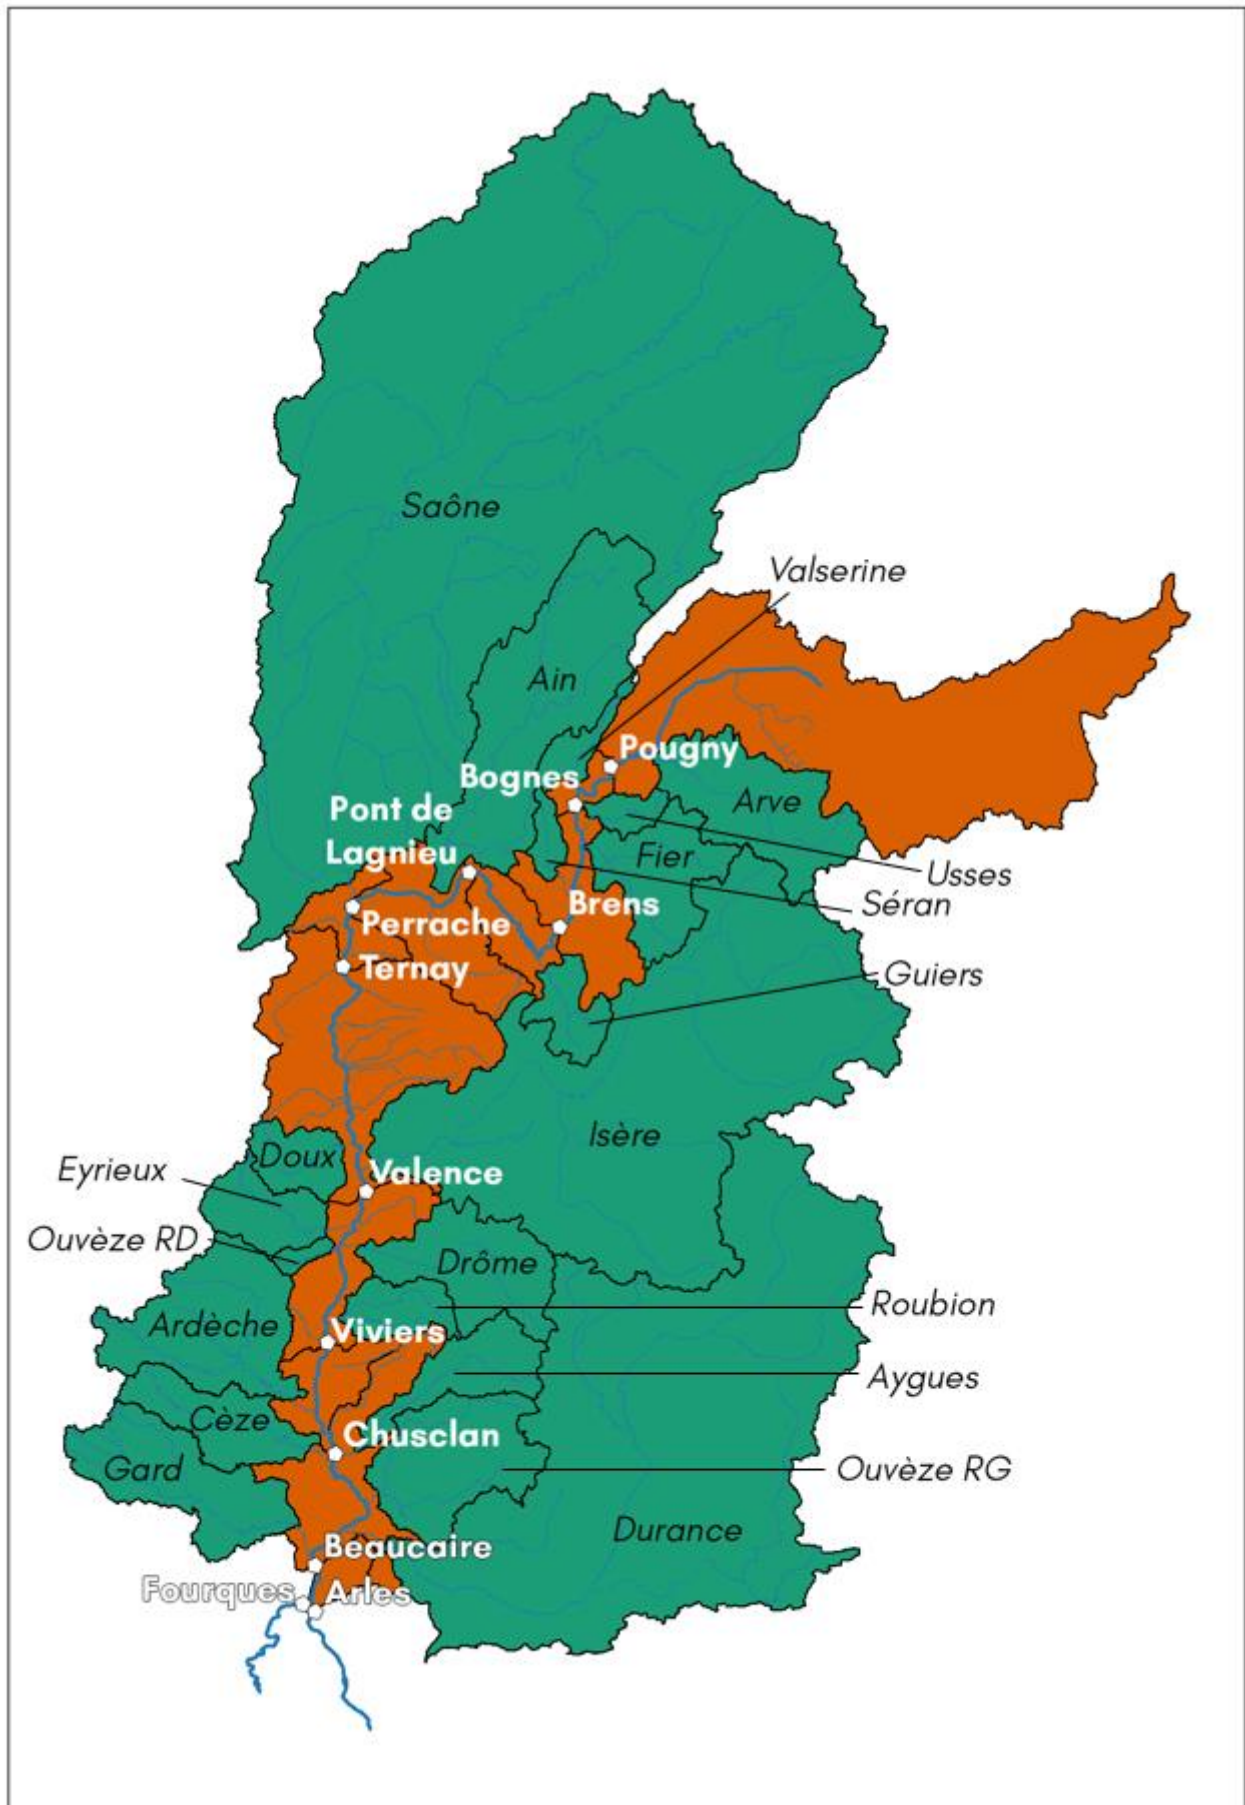 Saône
Valserine
Ain
Pougny
Bognes
Arve
Pont de
Lagnieu
Fier
Usses
Séran
Brens
Perrache
Ternay
Guiers
Isère
Doux
Eyrieux
Valence
Ouvèze RD
Drôme
Roubion
Ardèche
Viviers
Aygues
Cèze
Chusclan
Gard
Ouvèze RG
Durance
Beaucaire
Fourques
Arles